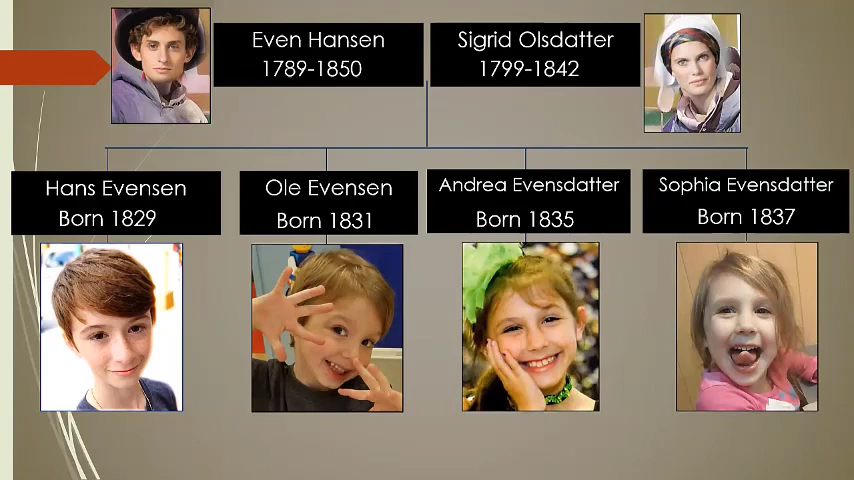 Even Hansen
1789-1850
Sigrid Olsdatter
1799-1842
Hans Evensen
Born 1829
Ole Evensen
Born 1831
Andrea Evensdatter
Born 1835
Sophia Evensdatter
Born 1837